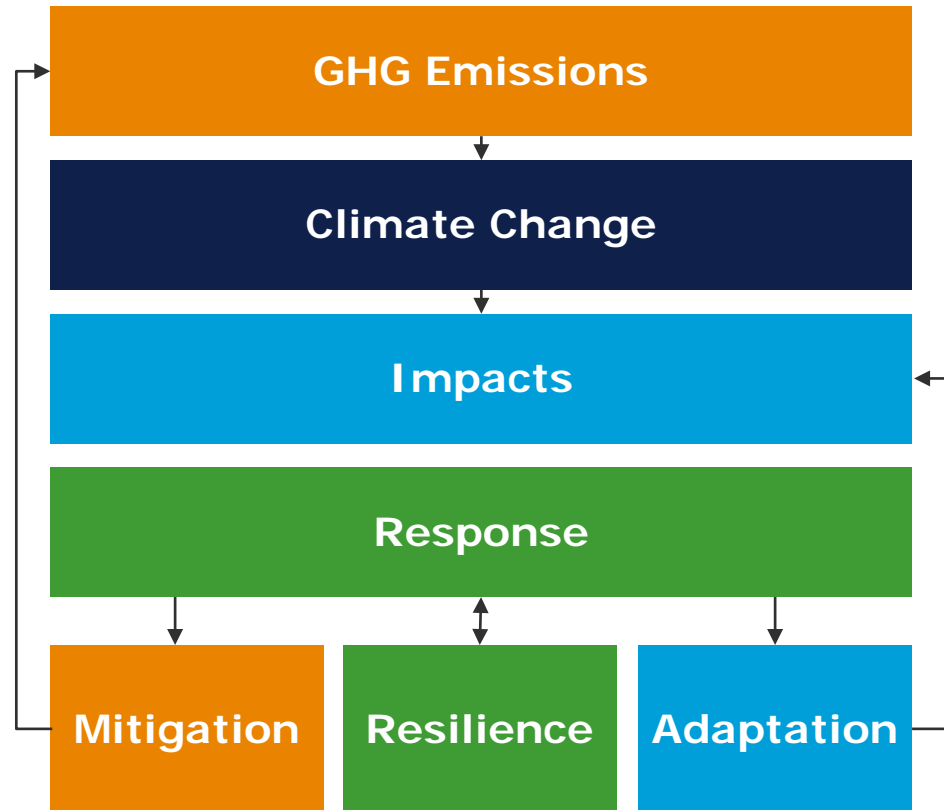 GHG Emissions
Climate Change
Impacts
Response
Mitigation
Resilience
Adaptation